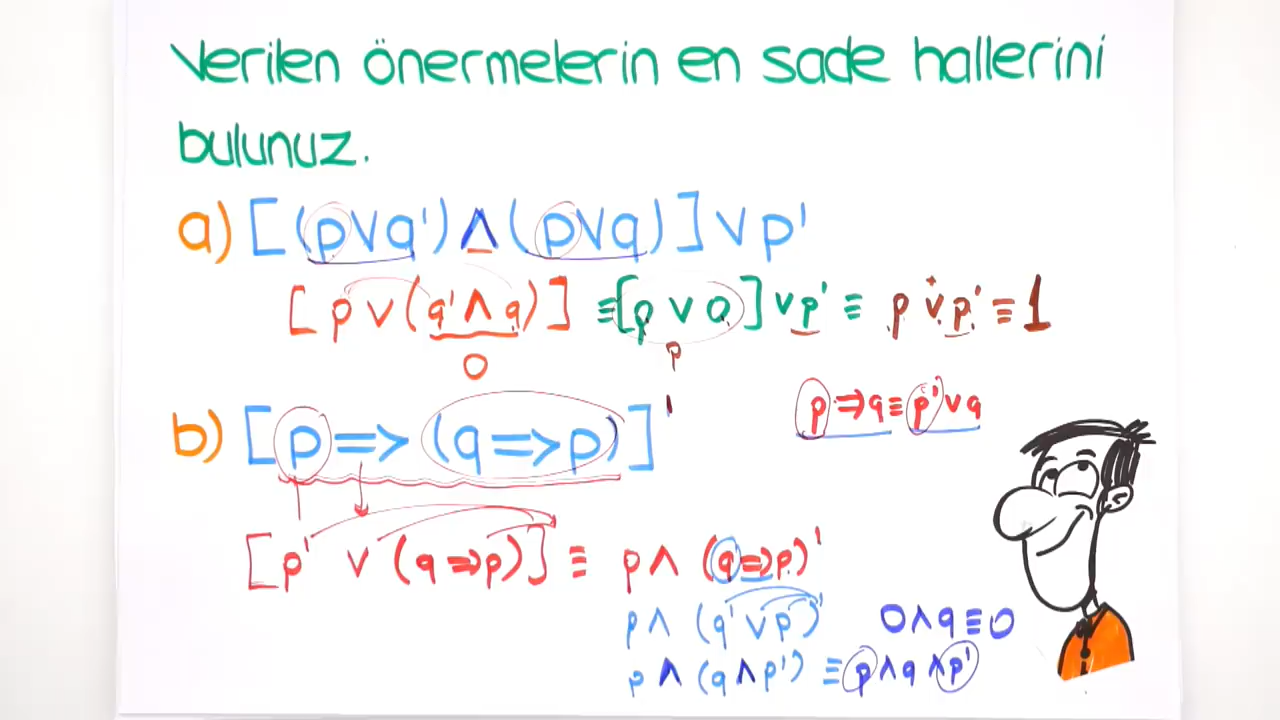 Verilen önermelerin en sade hallerini
bulunuz.
a) [(p∨q')∧(p∨q)]∨p'
[p∨(q'∧q)] ≡[p∨0]∨p' ≡ p∨p' ≡1
0
p
b) [p=>(q=>p)]'
p⇒q≡p'∨q
[p' ∨ (q⇒p)]' ≡ p∧(q⇒p)'
p∧(q'∨p)'
0∧q≡0
p∧(q∧p') ≡ p∧q∧p'